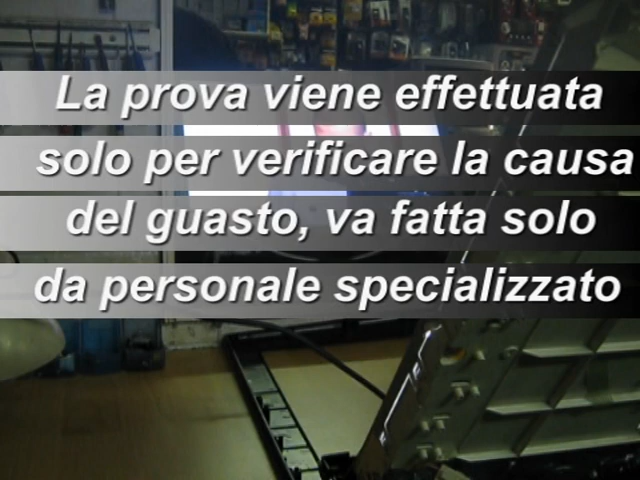 La prova viene effettuata
solo per verificare la causa
del guasto, va fatta solo
da personale specializzato